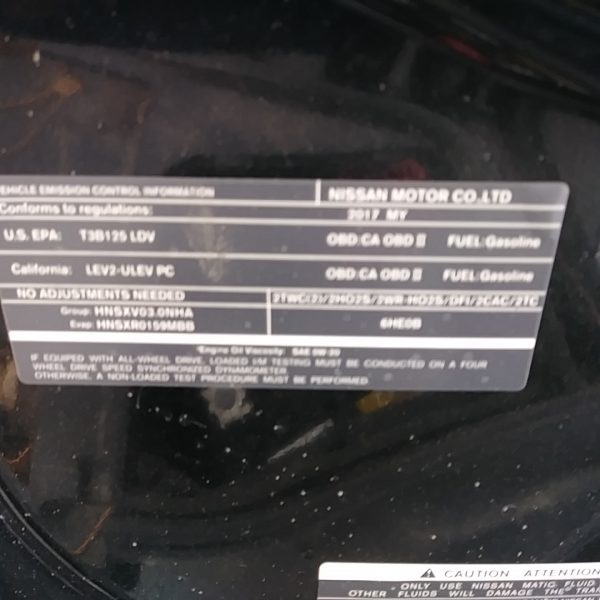 VEHICLE EMISSION CONTROL INFORMATION NISSAN MOTOR CO.,LTD
Conforms to regulations: 2017 MY
U.S. EPA: T3B125 LDV OBD:CA OBD II FUEL:Gasoline
California: LEV2-ULEV PC OBD:CA OBD II FUEL:Gasoline
NO ADJUSTMENTS NEEDED 2TWC(2)/2HO2S/2WR-HO2S/DFI/2CAC/2TC
Group: HNSXV03.0NHA
Evap: HNSXR0159MBB 6HE0B
*Engine Oil Viscosity: SAE 0W-20
IF EQUIPPED WITH ALL-WHEEL DRIVE, LOADED I/M TESTING MUST BE CONDUCTED ON A FOUR
WHEEL DRIVE SPEED SYNCHRONIZED DYNAMOMETER.
OTHERWISE, A NON-LOADED TEST PROCEDURE MUST BE PERFORMED.
CAUTION ATTENTION
ONLY USE NISSAN MATIC FLUID
OTHER FLUIDS WILL DAMAGE THE TRA